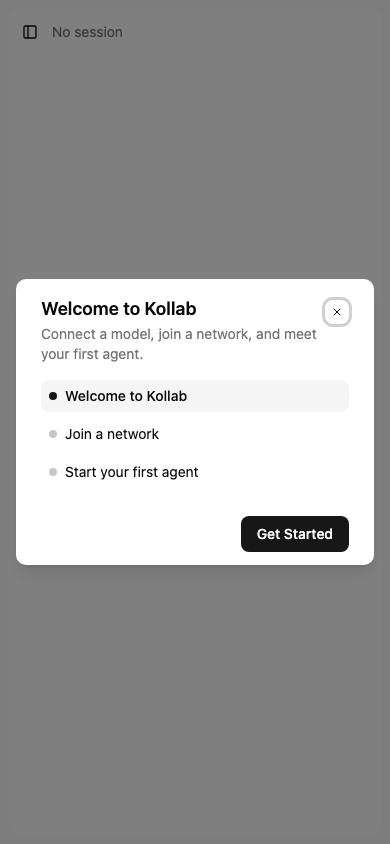 No session
Welcome to Kollab
Connect a model, join a network, and meet
your first agent.
Welcome to Kollab
Join a network
Start your first agent
Get Started